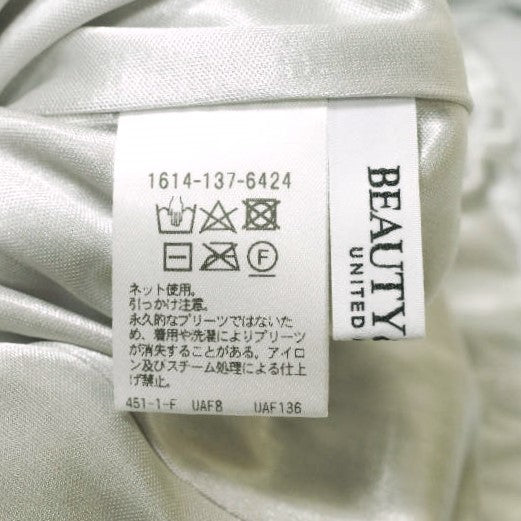 1614-137-6424
F
ネット使用。
引っかけ注意。
永久的なプリーツではないた
め、着用や洗濯によりプリーツ
が消失することがある。アイロ
ン及びスチーム処理による仕上
げ禁止。
451-1-F UAF8 UAF136
BEAUTY
UNITED